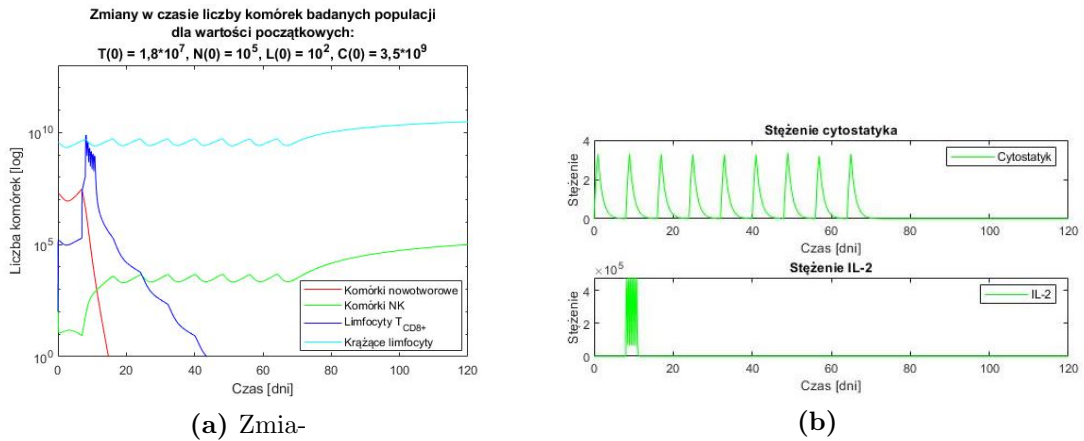 Zmiany w czasie liczby komórek badanych populacji
dla wartości początkowych:
T(0) = 1,8*10^7, N(0) = 10^5, L(0) = 10^2, C(0) = 3,5*10^9
Liczba komórek [log]
10^10
10^5
10^0
0 20 40 60 80 100 120
Czas [dni]
Komórki nowotworowe
Komórki NK
Limfocyty T_CD8+
Krążące limfocyty
(a) Zmia-
Stężenie cytostatyka
Stężenie
4
2
0
0 20 40 60 80 100 120
Czas [dni]
Cytostatyk
Stężenie IL-2
×10^5
Stężenie
4
2
0
0 20 40 60 80 100 120
Czas [dni]
IL-2
(b)